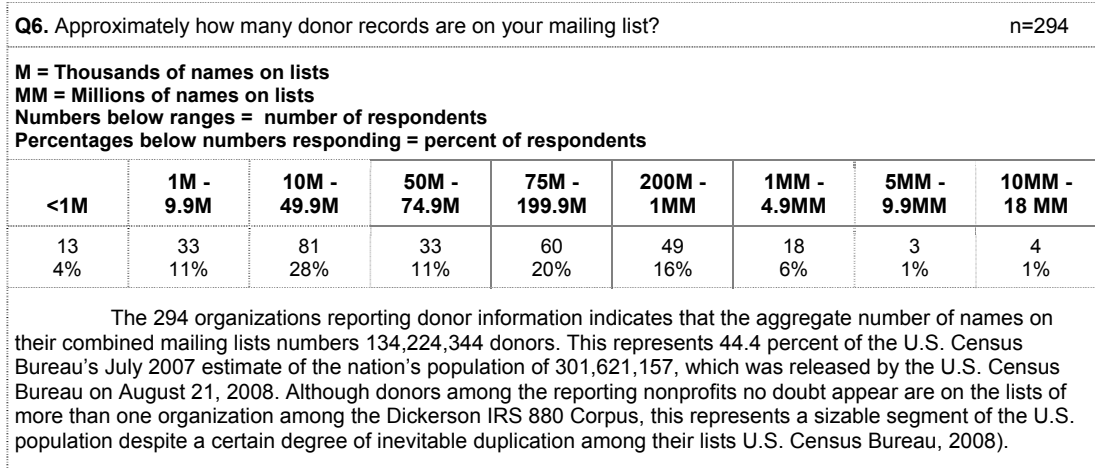 Q6. Approximately how many donor records are on your mailing list? n=294
M = Thousands of names on lists
MM = Millions of names on lists
Numbers below ranges = number of respondents
Percentages below numbers responding = percent of respondents
<1M 1M - 9.9M 10M - 49.9M 50M - 74.9M 75M - 199.9M 200M - 1MM 1MM - 4.9MM 5MM - 9.9MM 10MM - 18 MM
13 33 81 33 60 49 18 3 4
4% 11% 28% 11% 20% 16% 6% 1% 1%
The 294 organizations reporting donor information indicates that the aggregate number of names on
their combined mailing lists numbers 134,224,344 donors. This represents 44.4 percent of the U.S. Census
Bureau's July 2007 estimate of the nation's population of 301,621,157, which was released by the U.S. Census
Bureau on August 21, 2008. Although donors among the reporting nonprofits no doubt appear are on the lists of
more than one organization among the Dickerson IRS 880 Corpus, this represents a sizable segment of the U.S.
population despite a certain degree of inevitable duplication among their lists U.S. Census Bureau, 2008).